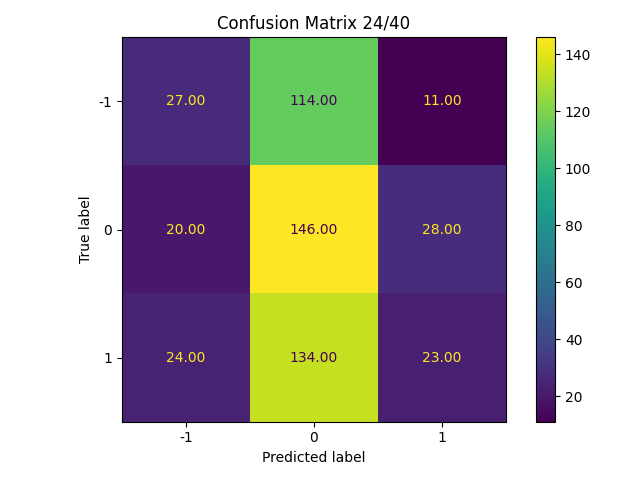 Confusion Matrix 24/40
True label
-1 27.00 114.00 11.00
0 20.00 146.00 28.00
1 24.00 134.00 23.00
-1 0 1
Predicted label
140
120
100
80
60
40
20